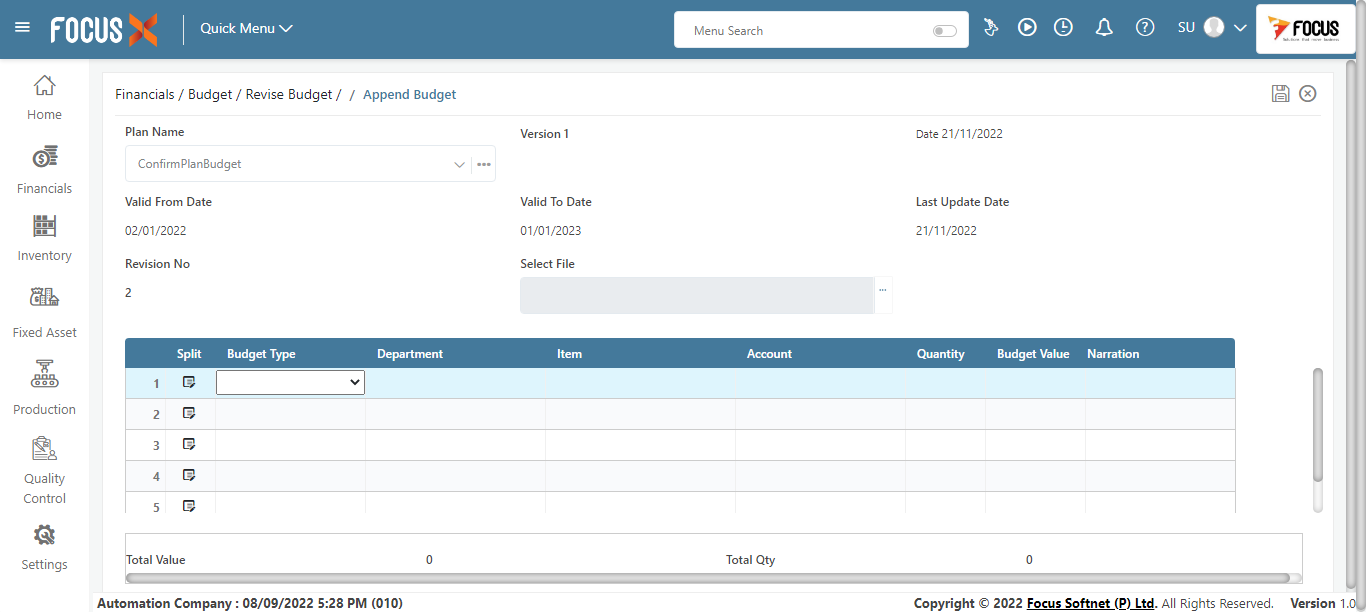 FOCUS X Quick Menu Menu Search SU FOCUS
Home
Financials
Inventory
Fixed Asset
Production
Quality
Control
Settings
Financials / Budget / Revise Budget / / Append Budget
Plan Name Version 1 Date 21/11/2022
ConfirmPlanBudget
Valid From Date Valid To Date Last Update Date
02/01/2022 01/01/2023 21/11/2022
Revision No Select File
2
Split Budget Type Department Item Account Quantity Budget Value Narration
1
2
3
4
5
Total Value 0 Total Qty 0
Automation Company : 08/09/2022 5:28 PM (010) Copyright © 2022 Focus Softnet (P) Ltd. All Rights Reserved. Version 1.0